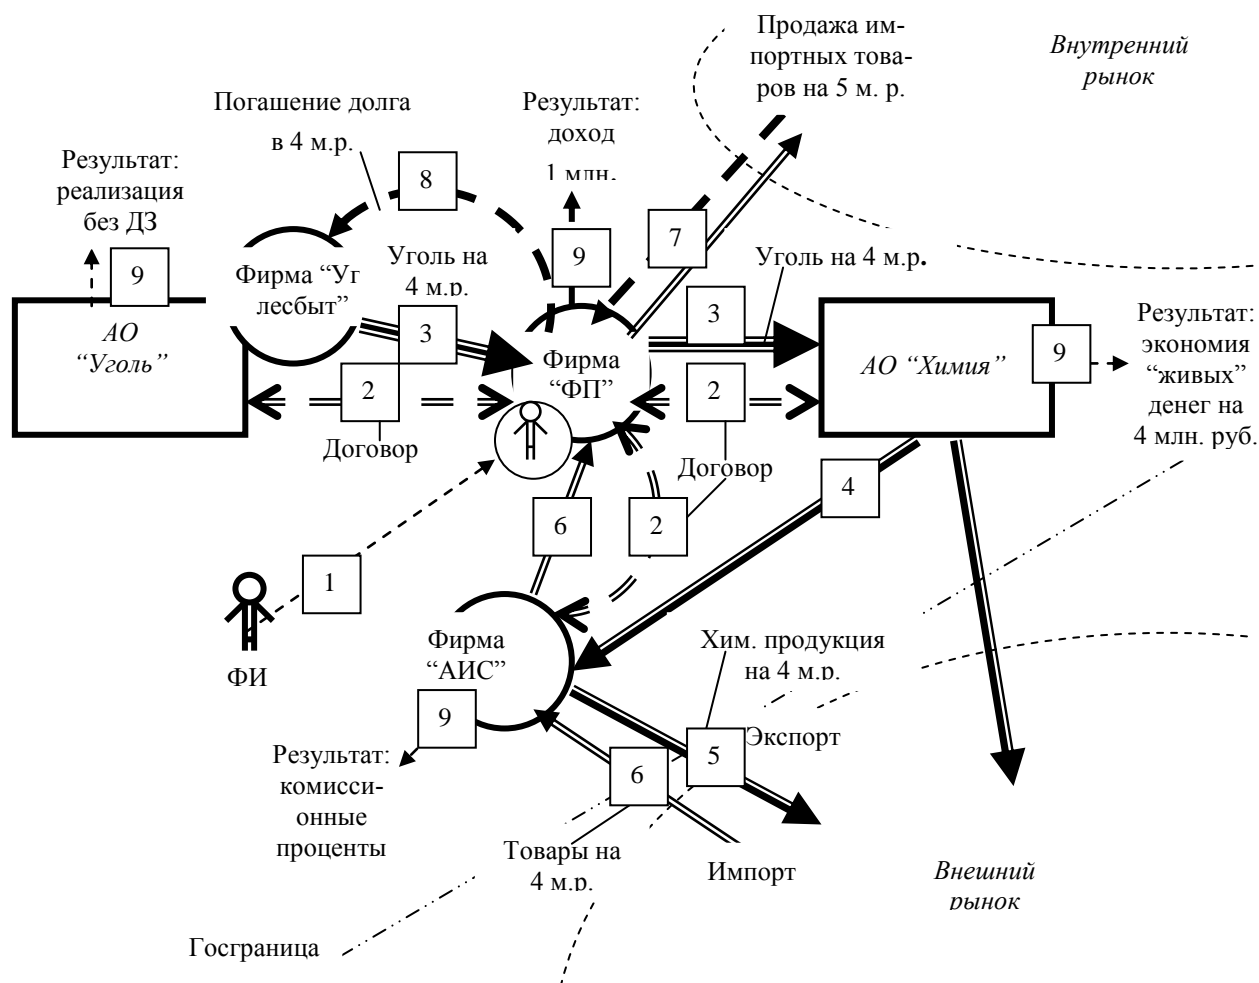 Продажа им-
портных това-
ров на 5 м. р.
Внутренний
рынок
Погашение долга
в 4 м.р.
Результат:
доход
1 млн.
Результат:
реализация
без ДЗ
8
9
9
7
Уголь на
4 м.р.
Уголь на 4 м.р.
Фирма “Уг
лесбыт”
АО
“Уголь”
3
3
Фирма
“ФП”
АО “Химия”
9
Результат:
экономия
“живых”
денег на
4 млн. руб.
2
2
Договор
Договор
4
6
2
1
ФИ
Фирма
“АИС”
Хим. продукция
на 4 м.р.
9
Экспорт
5
6
Результат:
комисси-
онные
проценты
Товары на
4 м.р.
Импорт
Внешний
рынок
Госграница